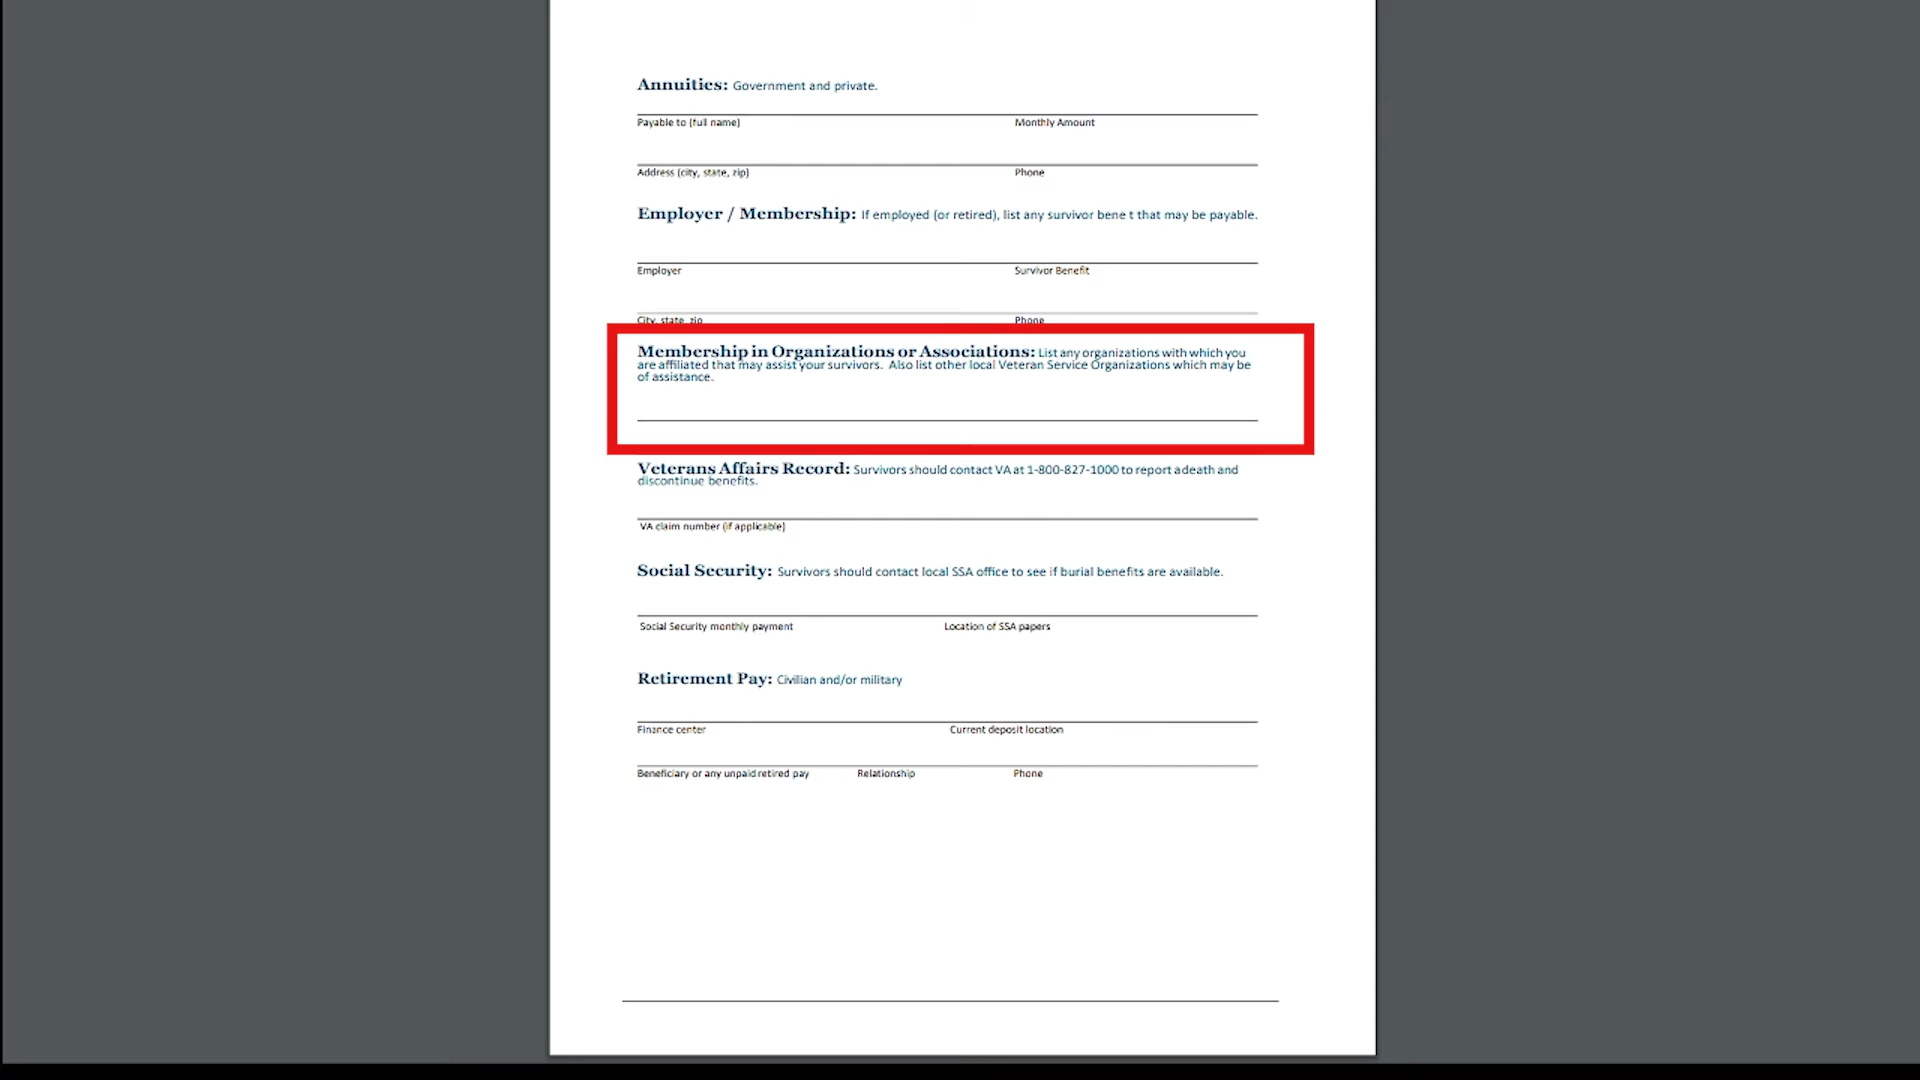 Annuities: Government and private.
Payable to (full name) Monthly Amount
Address (city, state, zip) Phone
Employer / Membership: If employed (or retired), list any survivor bene t that may be payable.
Employer Survivor Benefit
City, state, zip Phone
Membership in Organizations or Associations: List any organizations with which you
are affiliated that may assist your survivors. Also list other local Veteran Service Organizations which may be
of assistance.
Veterans Affairs Record: Survivors should contact VA at 1-800-827-1000 to report a death and
discontinue benefits.
VA claim number (if applicable)
Social Security: Survivors should contact local SSA office to see if burial benefits are available.
Social Security monthly payment Location of SSA papers
Retirement Pay: Civilian and/or military
Finance center Current deposit location
Beneficiary or any unpaid retired pay Relationship Phone